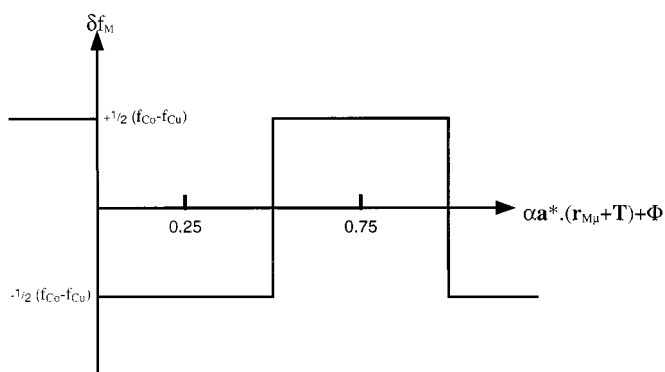 δf_M
+1/2 (f_Co-f_Cu)
0.25
0.75
αa*.(r_Mμ+T)+Φ
-1/2 (f_Co-f_Cu)